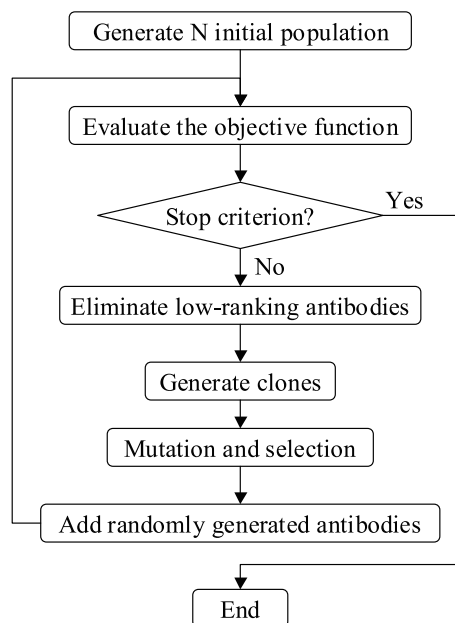 Generate N initial population
Evaluate the objective function
Stop criterion?
Yes
No
Eliminate low-ranking antibodies
Generate clones
Mutation and selection
Add randomly generated antibodies
End